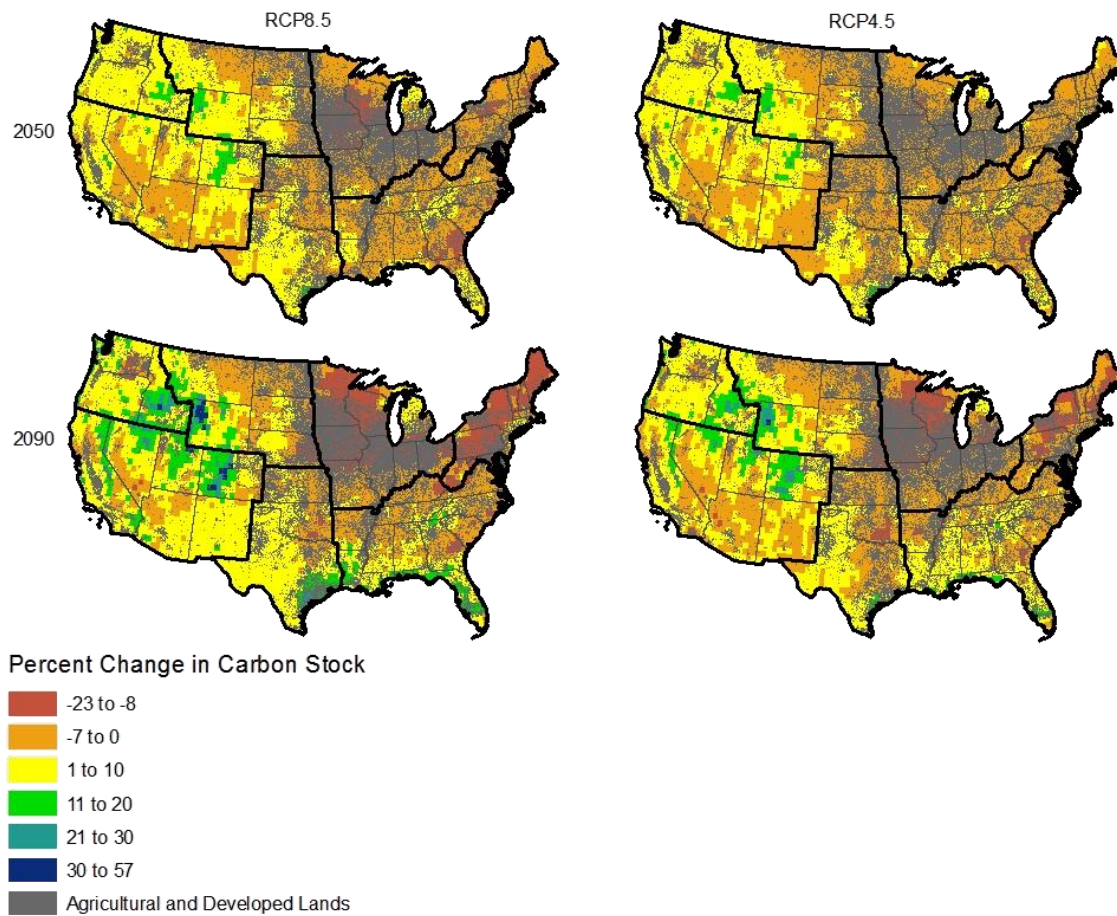 RCP8.5
RCP4.5
2050
2090
Percent Change in Carbon Stock
-23 to -8
-7 to 0
1 to 10
11 to 20
21 to 30
30 to 57
Agricultural and Developed Lands